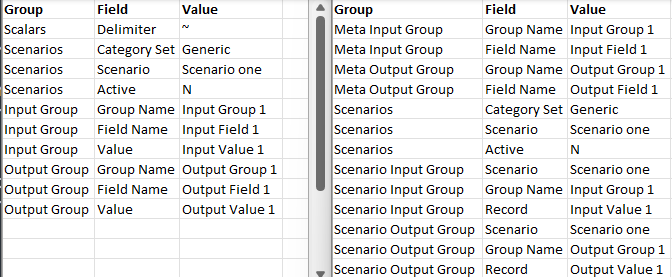 Group Field Value
Scalars Delimiter ~
Scenarios Category Set Generic
Scenarios Scenario Scenario one
Scenarios Active N
Input Group Group Name Input Group 1
Input Group Field Name Input Field 1
Input Group Value Input Value 1
Output Group Group Name Output Group 1
Output Group Field Name Output Field 1
Output Group Value Output Value 1
Group Field Value
Meta Input Group Group Name Input Group 1
Meta Input Group Field Name Input Field 1
Meta Output Group Group Name Output Group 1
Meta Output Group Field Name Output Field 1
Scenarios Category Set Generic
Scenarios Scenario Scenario one
Scenarios Active N
Scenario Input Group Scenario Scenario one
Scenario Input Group Group Name Input Group 1
Scenario Input Group Record Input Value 1
Scenario Output Group Scenario Scenario one
Scenario Output Group Group Name Output Group 1
Scenario Output Group Record Output Value 1